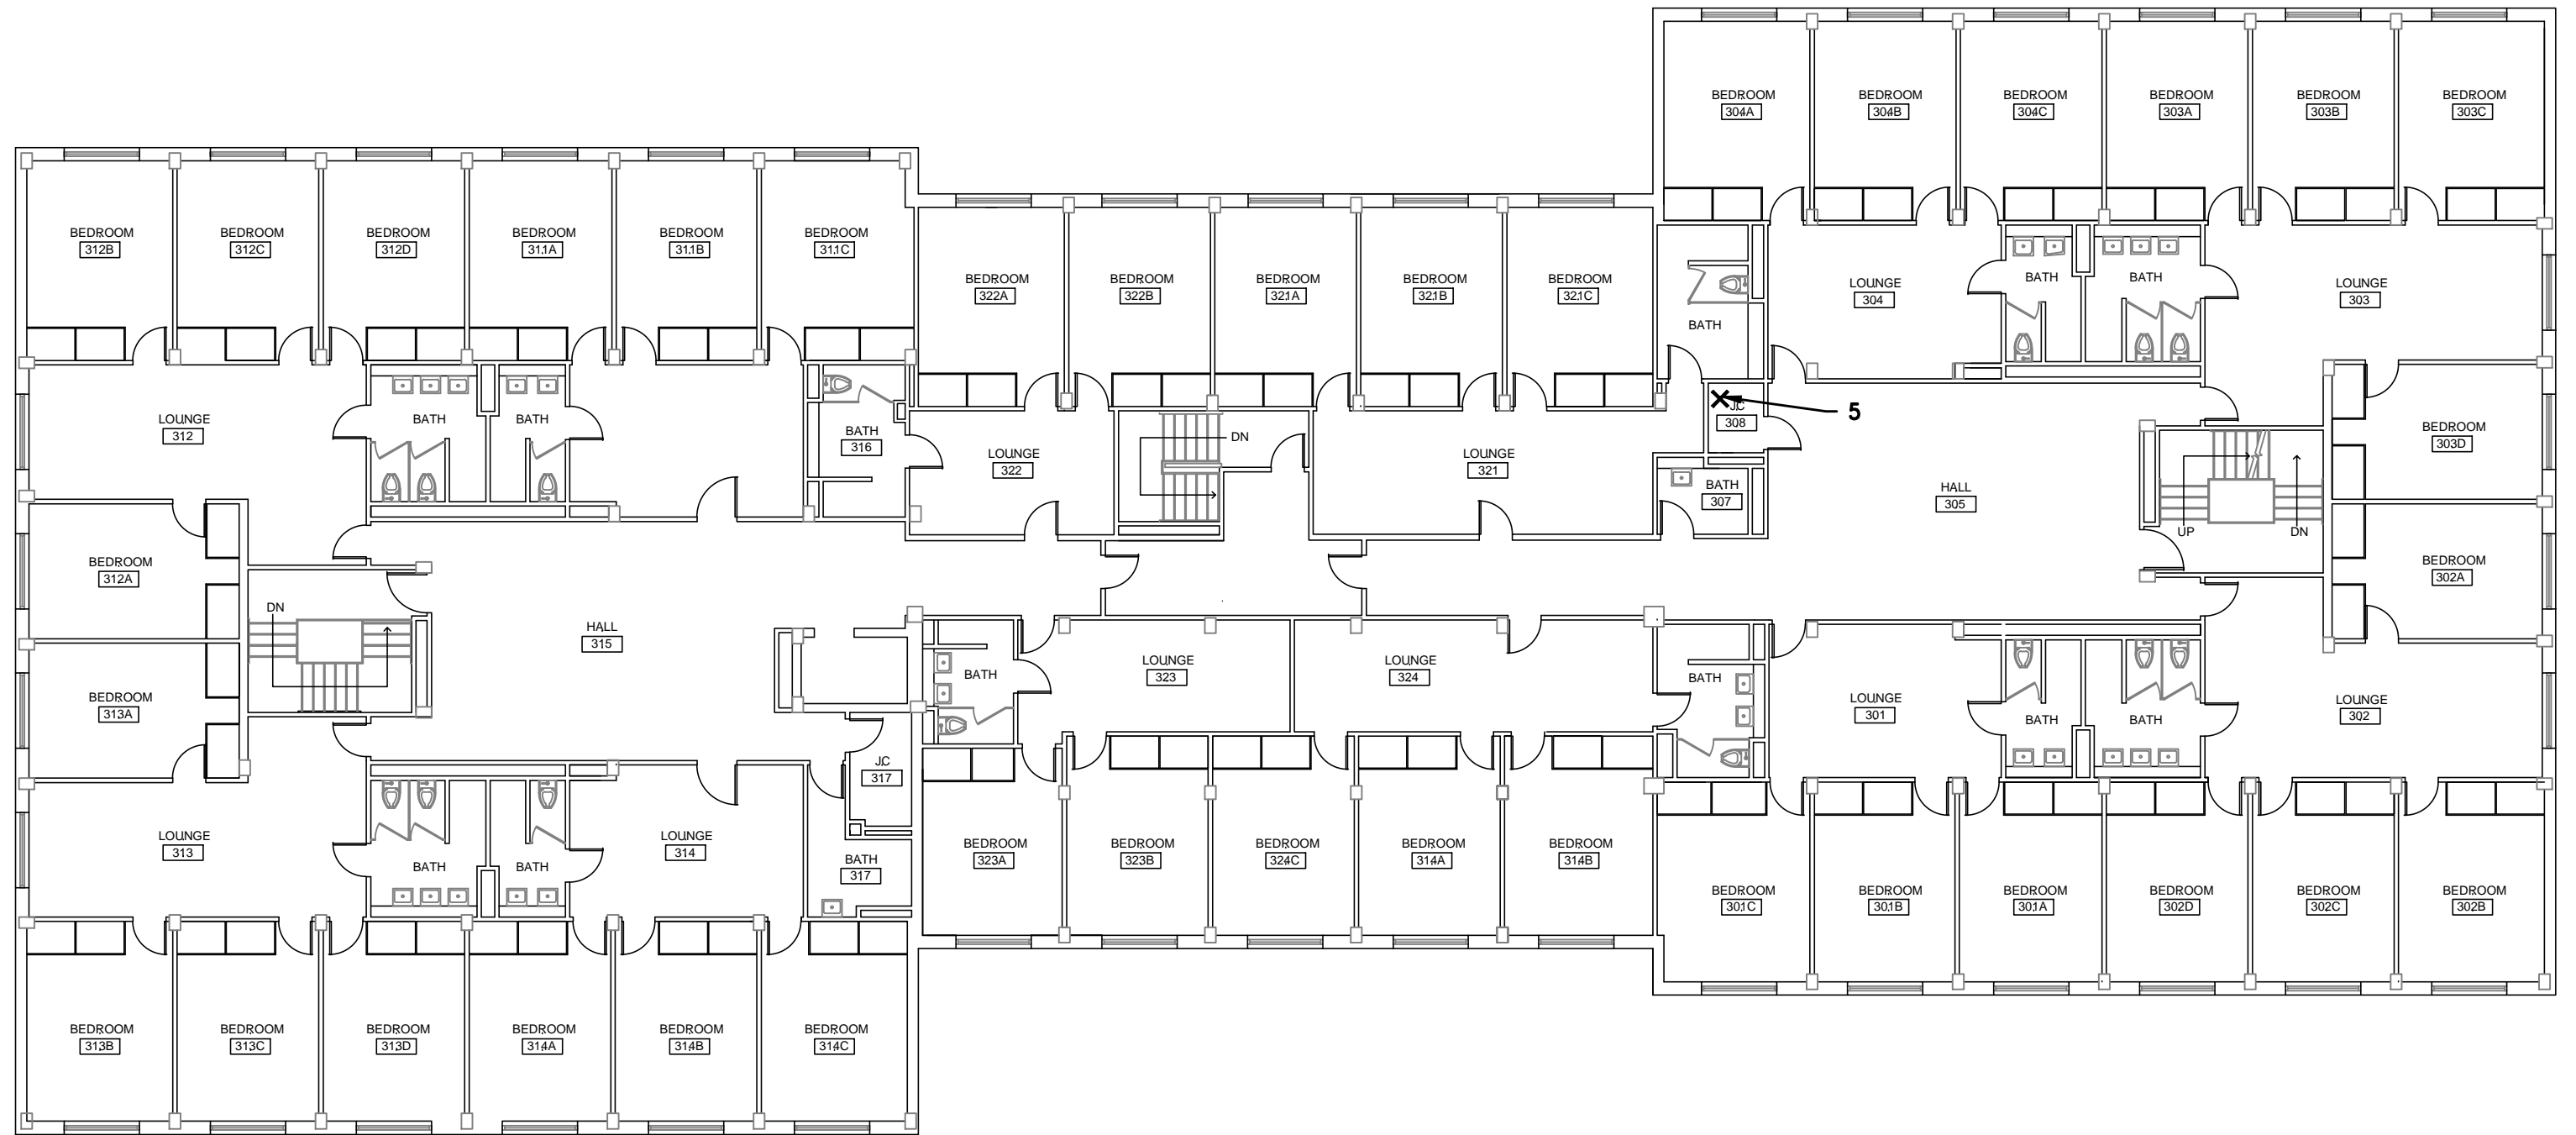 BEDROOM
304A
BEDROOM
304B
BEDROOM
304C
BEDROOM
303A
BEDROOM
303B
BEDROOM
303C
BEDROOM
312B
BEDROOM
312C
BEDROOM
312D
BEDROOM
311A
BEDROOM
311B
BEDROOM
311C
BEDROOM
322A
BEDROOM
322B
BEDROOM
321A
BEDROOM
321B
BEDROOM
321C
BATH
LOUNGE
304
BATH
BATH
LOUNGE
303
LOUNGE
312
BATH
BATH
BATH
316
LOUNGE
322
DN
LOUNGE
321
J.C
308
5
BATH
307
HALL
305
UP
DN
BEDROOM
303D
BEDROOM
302A
BEDROOM
312A
DN
HALL
315
BEDROOM
313A
BATH
LOUNGE
323
LOUNGE
324
BATH
LOUNGE
301
BATH
BATH
LOUNGE
302
J.C
317
LOUNGE
313
BATH
BATH
LOUNGE
314
BATH
317
BEDROOM
323A
BEDROOM
323B
BEDROOM
324C
BEDROOM
314A
BEDROOM
314B
BEDROOM
301C
BEDROOM
301B
BEDROOM
301A
BEDROOM
302D
BEDROOM
302C
BEDROOM
302B
BEDROOM
313B
BEDROOM
313C
BEDROOM
313D
BEDROOM
314A
BEDROOM
314B
BEDROOM
314C